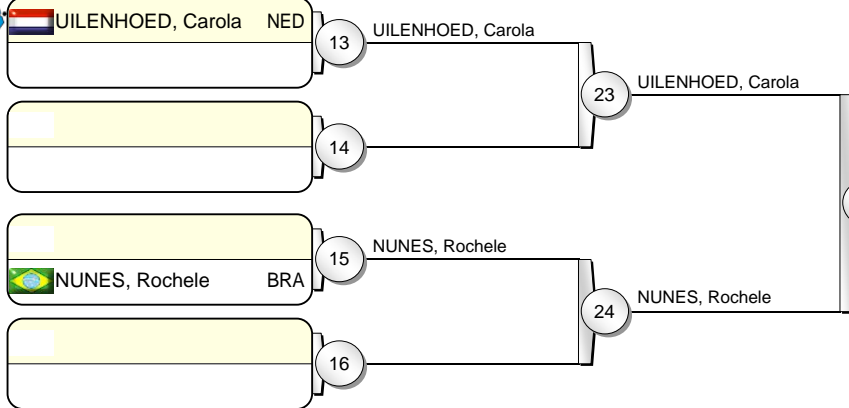 UILENHOED, Carola NED
13
UILENHOED, Carola
23
UILENHOED, Carola
14
15
NUNES, Rochele
NUNES, Rochele BRA
24
NUNES, Rochele
16